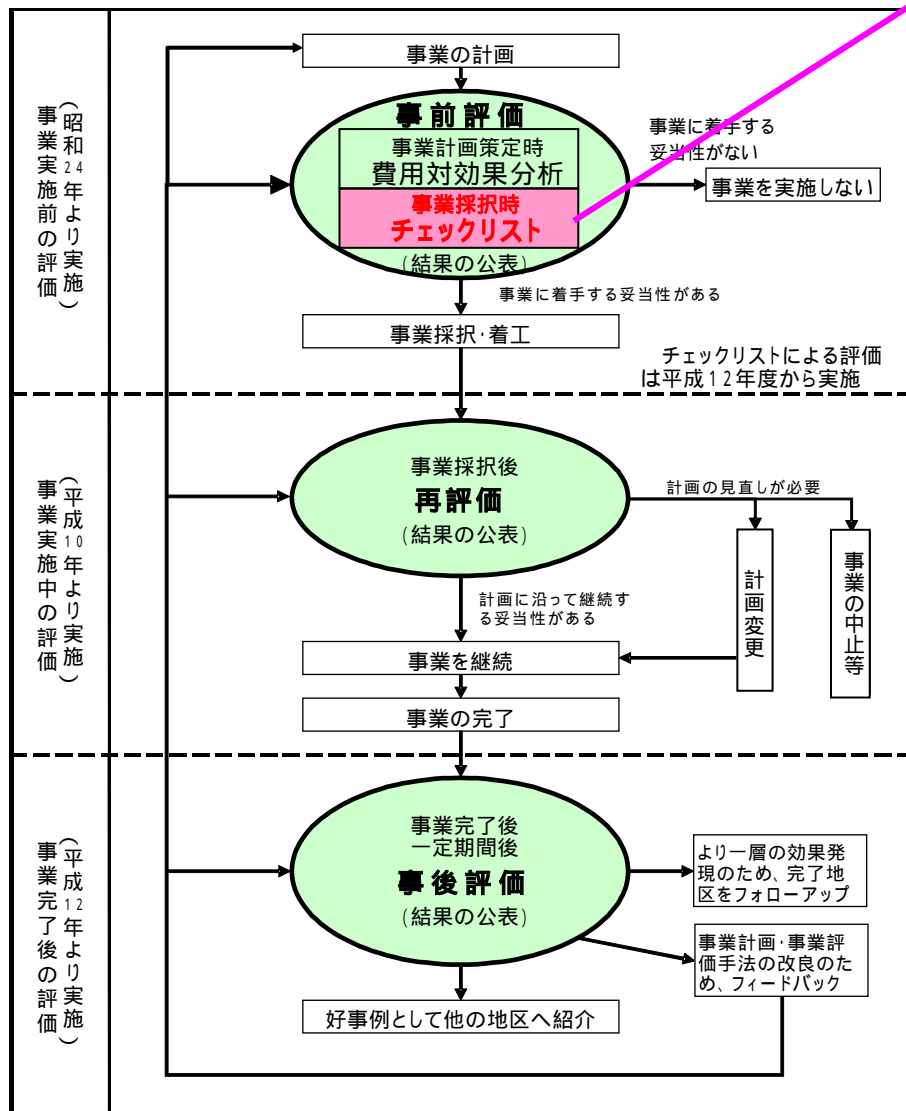 事業実施前の評価
(昭和24年より実施)
事業の計画
事前評価
事業計画策定時
費用対効果分析
事業採択時
チェックリスト
(結果の公表)
事業に着手する
妥当性がない
事業を実施しない
事業に着手する妥当性がある
事業採択・着工
チェックリストによる評価
は平成12年度から実施
事業実施中の評価
(平成10年より実施)
事業採択後
再評価
(結果の公表)
計画の見直しが必要
計画変更
事業の中止等
計画に沿って継続す
る妥当性がある
事業を継続
事業の完了
事業完了後の評価
(平成12年より実施)
事業完了後
一定期間後
事後評価
(結果の公表)
より一層の効果発
現のため、完了地
区をフォローアップ
事業計画・事業評
価手法の改良のた
め、フィードバック
好事例として他の地区へ紹介